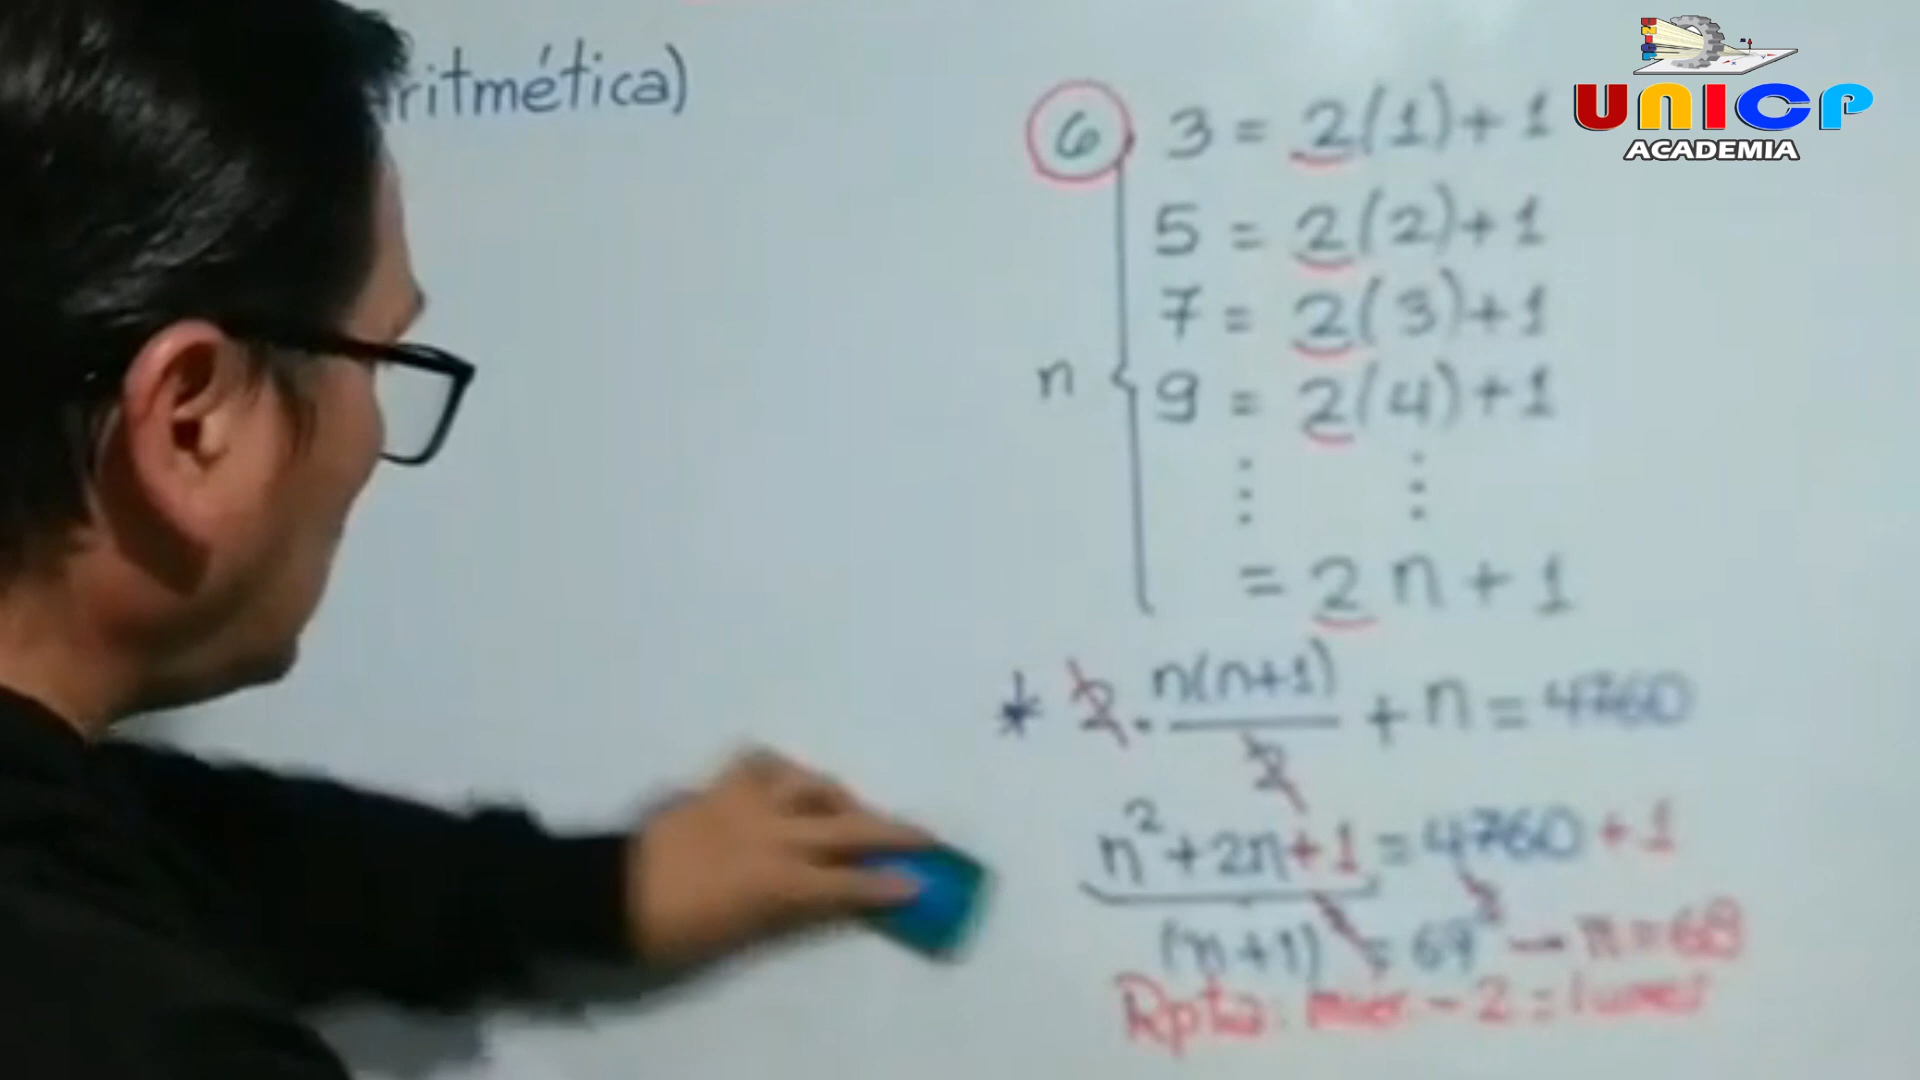 ritmética)
UNICP
ACADEMIA
6 3 = 2(1)+1
5 = 2(2)+1
7 = 2(3)+1
n 9 = 2(4)+1
⋮ ⋮
= 2n+1
* 2 · n(n+1)/2 + n = 4760
n²+2n+1 = 4760+1
(n+1)² = 69² — n=68
Rpta: - 2 = lunes